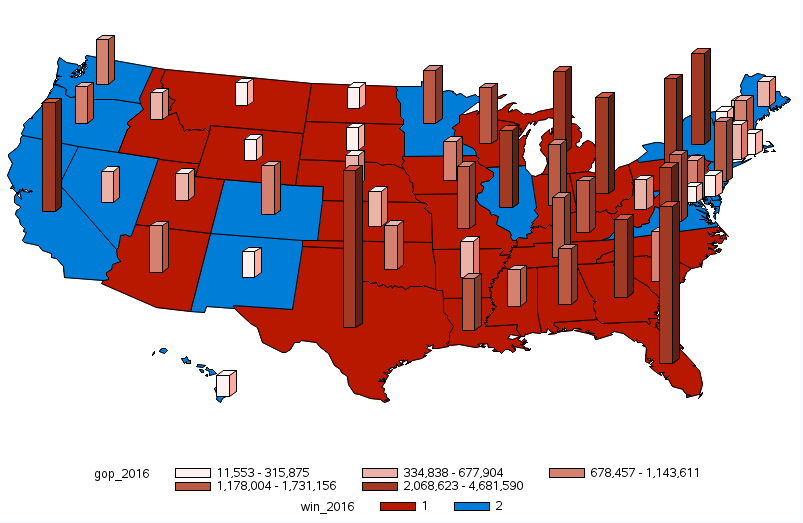 gop_2016 11,553 - 315,875 334,838 - 677,904 678,457 - 1,143,611
1,178,004 - 1,731,156 2,068,623 - 4,681,590
win_2016 1 2